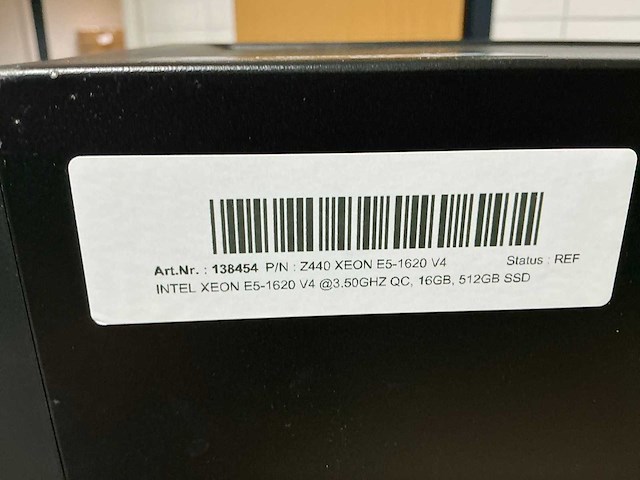 Art.Nr. : 138454 P/N : Z440 XEON E5-1620 V4 Status : REF
INTEL XEON E5-1620 V4 @3.50GHZ QC, 16GB, 512GB SSD